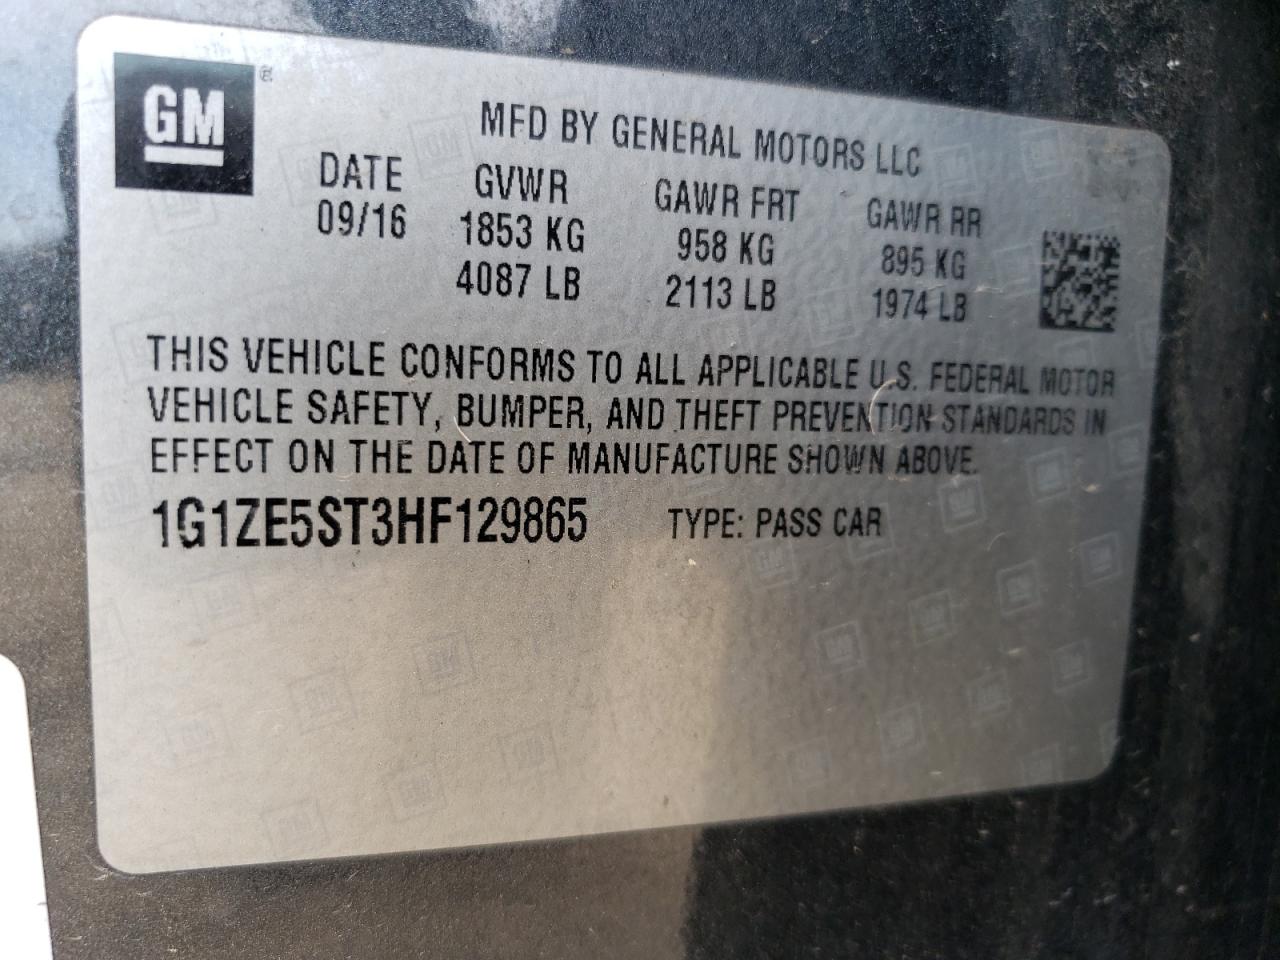 GM®
MFD BY GENERAL MOTORS LLC
DATE GVWR GAWR FRT GAWR RR
09/16 1853 KG 958 KG 895 KG
4087 LB 2113 LB 1974 LB
THIS VEHICLE CONFORMS TO ALL APPLICABLE U.S. FEDERAL MOTOR
VEHICLE SAFETY, BUMPER, AND THEFT PREVENTION STANDARDS IN
EFFECT ON THE DATE OF MANUFACTURE SHOWN ABOVE.
1G1ZE5ST3HF129865 TYPE: PASS CAR